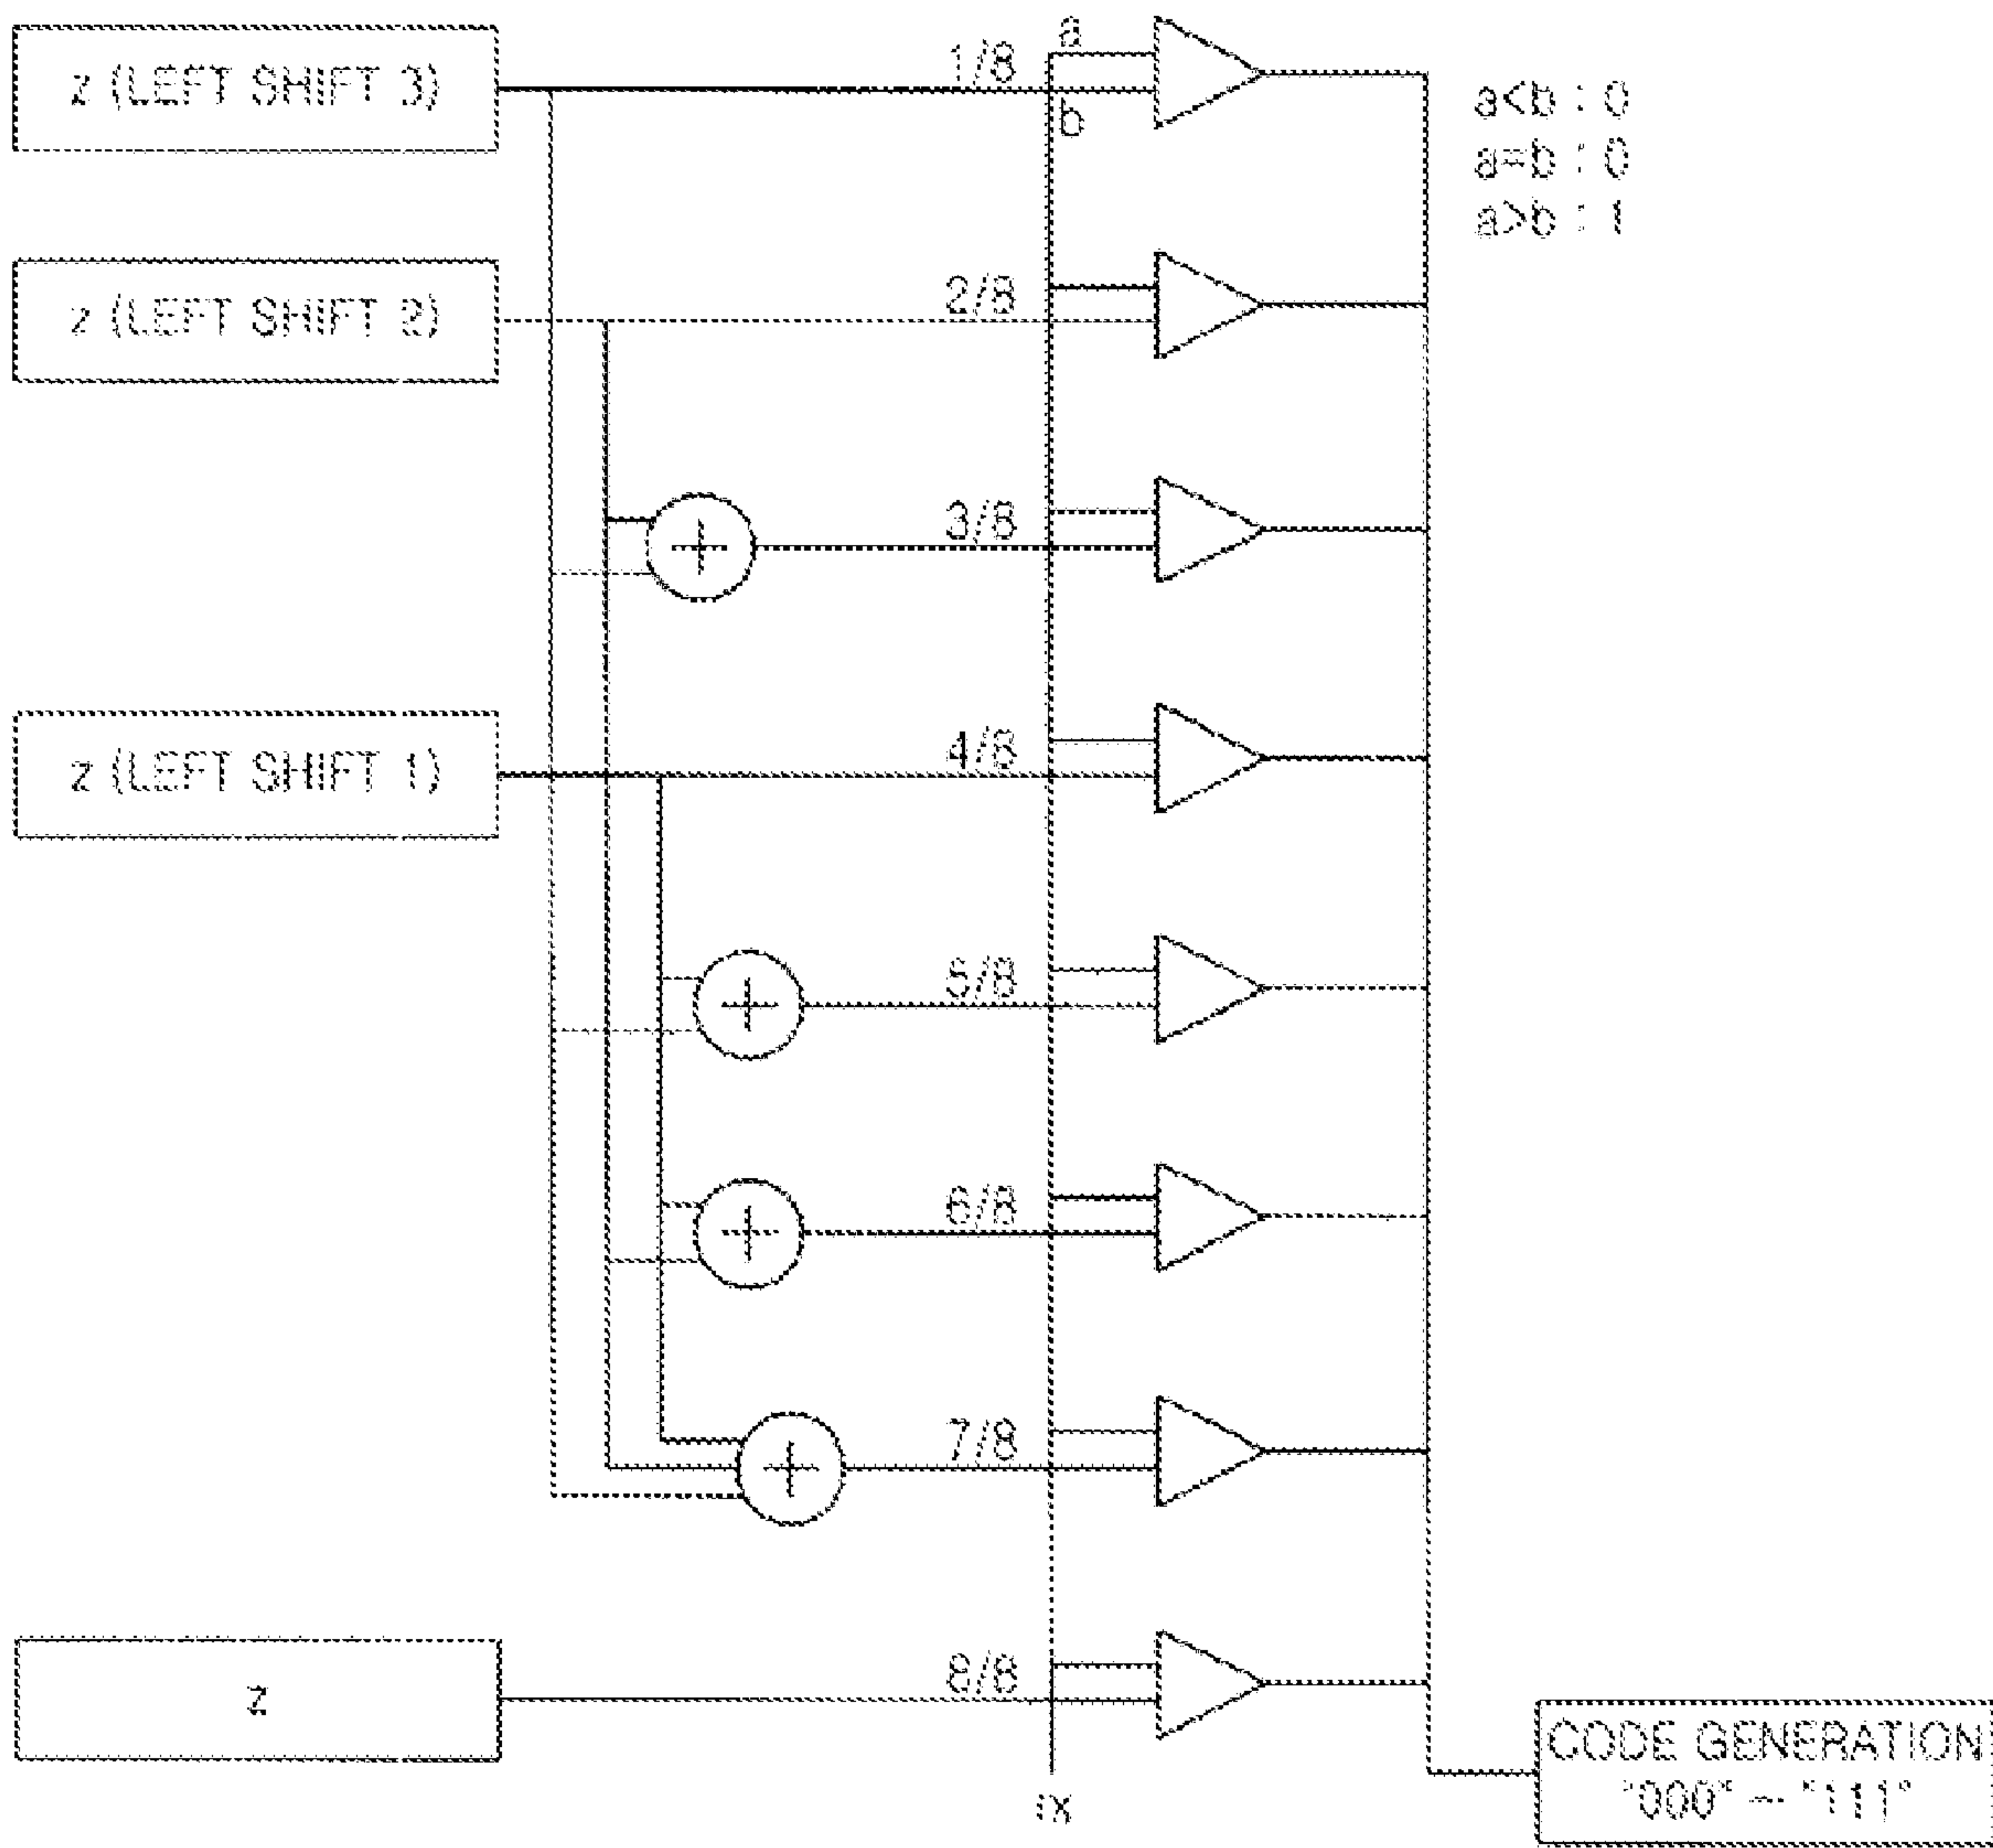 z (LEFT SHIFT 3)
1/8
a
b
a<b : 0
a=b : 0
a>b : 1
z (LEFT SHIFT 2)
2/8
3/8
z (LEFT SHIFT 1)
4/8
5/8
6/8
7/8
z
8/8
CODE GENERATION
"000" ~ "111"